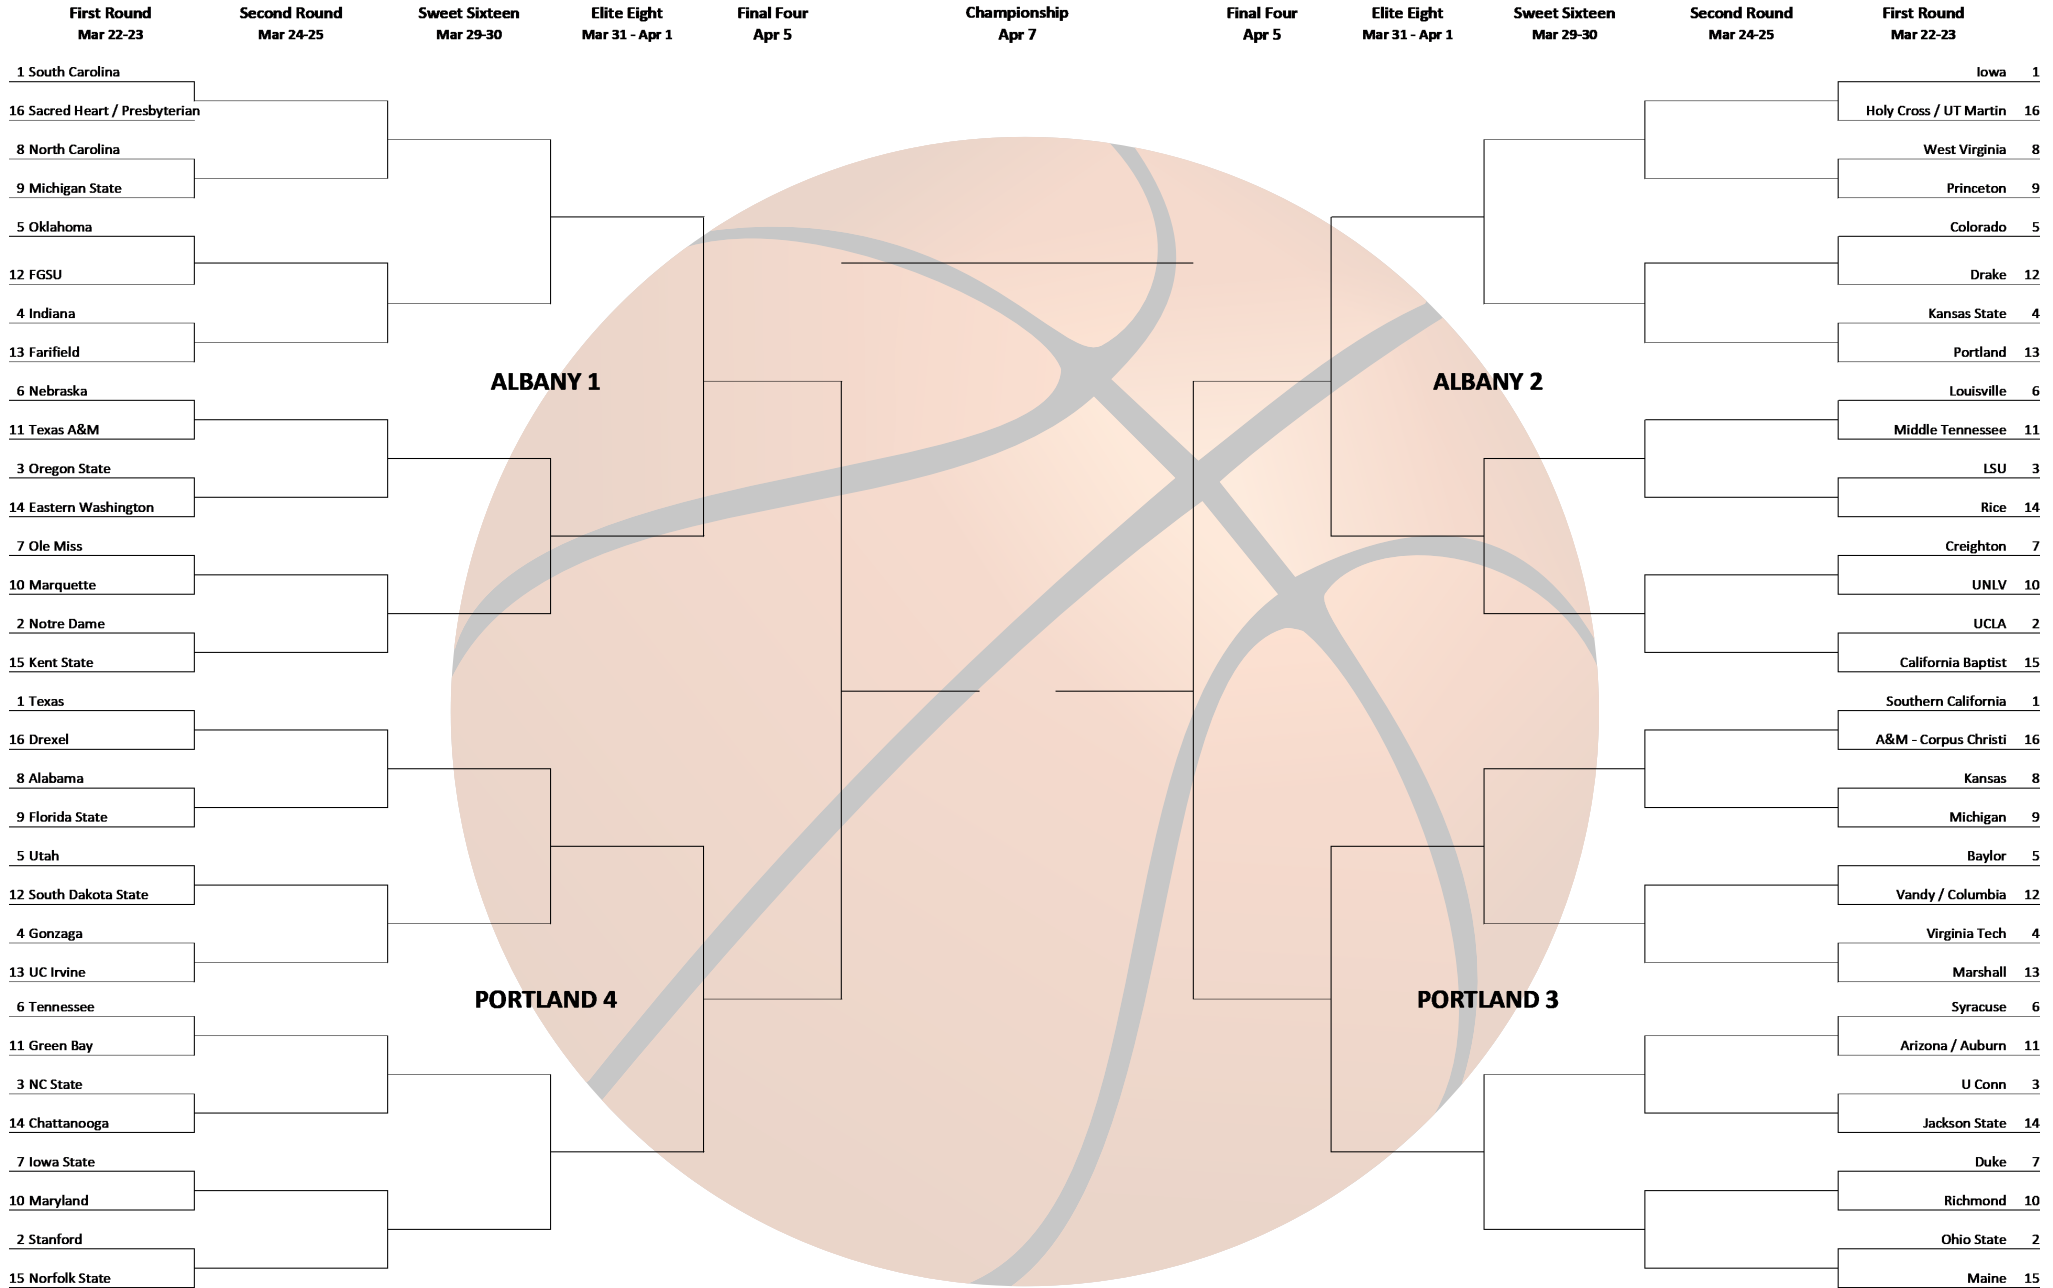 First Round Second Round Sweet Sixteen Elite Eight Final Four Championship Final Four Elite Eight Sweet Sixteen Second Round First Round
Mar 22-23 Mar 24-25 Mar 29-30 Mar 31 - Apr 1 Apr 5 Apr 7 Apr 5 Mar 31 - Apr 1 Mar 29-30 Mar 24-25 Mar 22-23
1 South Carolina
16 Sacred Heart / Presbyterian
8 North Carolina
9 Michigan State
5 Oklahoma
12 FGSU
4 Indiana
13 Farifield
ALBANY 1
6 Nebraska
11 Texas A&M
3 Oregon State
14 Eastern Washington
7 Ole Miss
10 Marquette
2 Notre Dame
15 Kent State
1 Texas
16 Drexel
8 Alabama
9 Florida State
5 Utah
12 South Dakota State
4 Gonzaga
13 UC Irvine
PORTLAND 4
6 Tennessee
11 Green Bay
3 NC State
14 Chattanooga
7 Iowa State
10 Maryland
2 Stanford
15 Norfolk State
Iowa 1
Holy Cross / UT Martin 16
West Virginia 8
Princeton 9
Colorado 5
Drake 12
Kansas State 4
Portland 13
ALBANY 2
Louisville 6
Middle Tennessee 11
LSU 3
Rice 14
Creighton 7
UNLV 10
UCLA 2
California Baptist 15
Southern California 1
A&M - Corpus Christi 16
Kansas 8
Michigan 9
Baylor 5
Vandy / Columbia 12
Virginia Tech 4
Marshall 13
PORTLAND 3
Syracuse 6
Arizona / Auburn 11
U Conn 3
Jackson State 14
Duke 7
Richmond 10
Ohio State 2
Maine 15